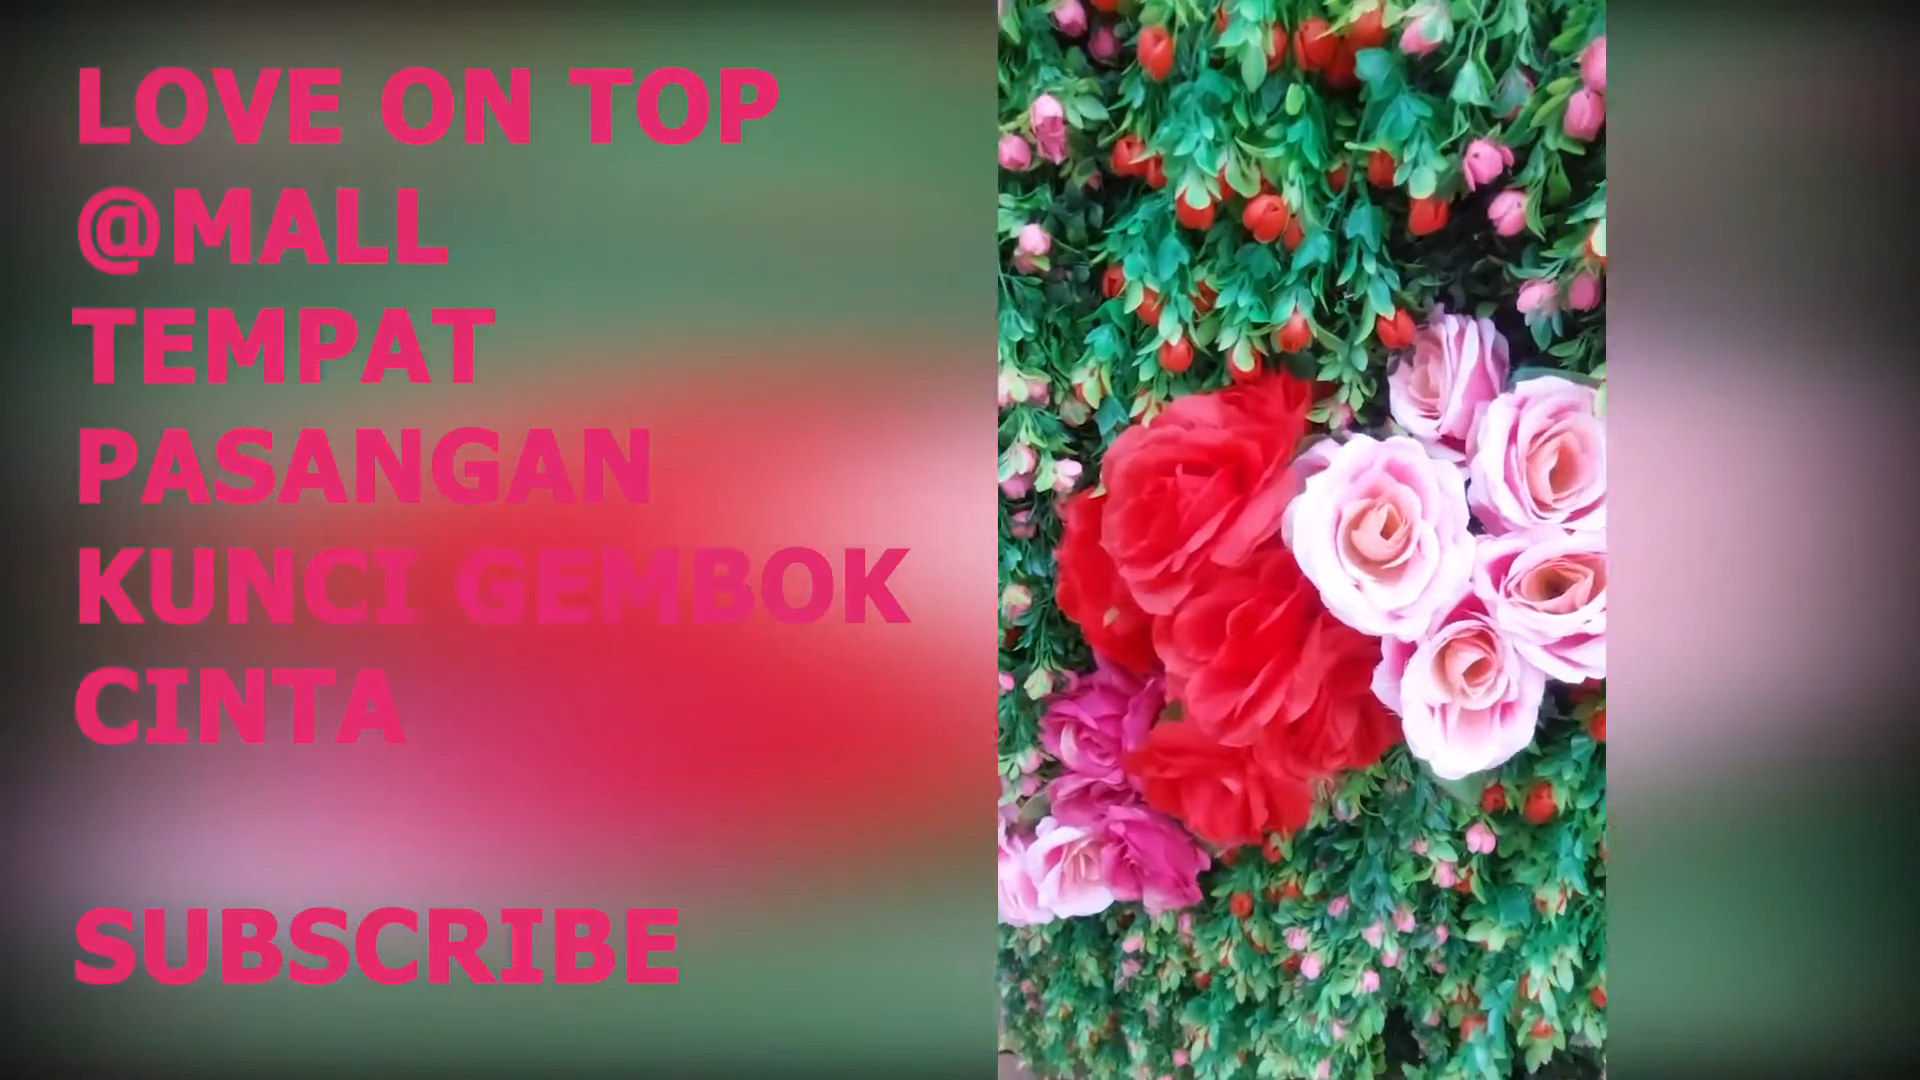 LOVE ON TOP
@MALL
TEMPAT
PASANGAN
KUNCI GEMBOK
CINTA
SUBSCRIBE